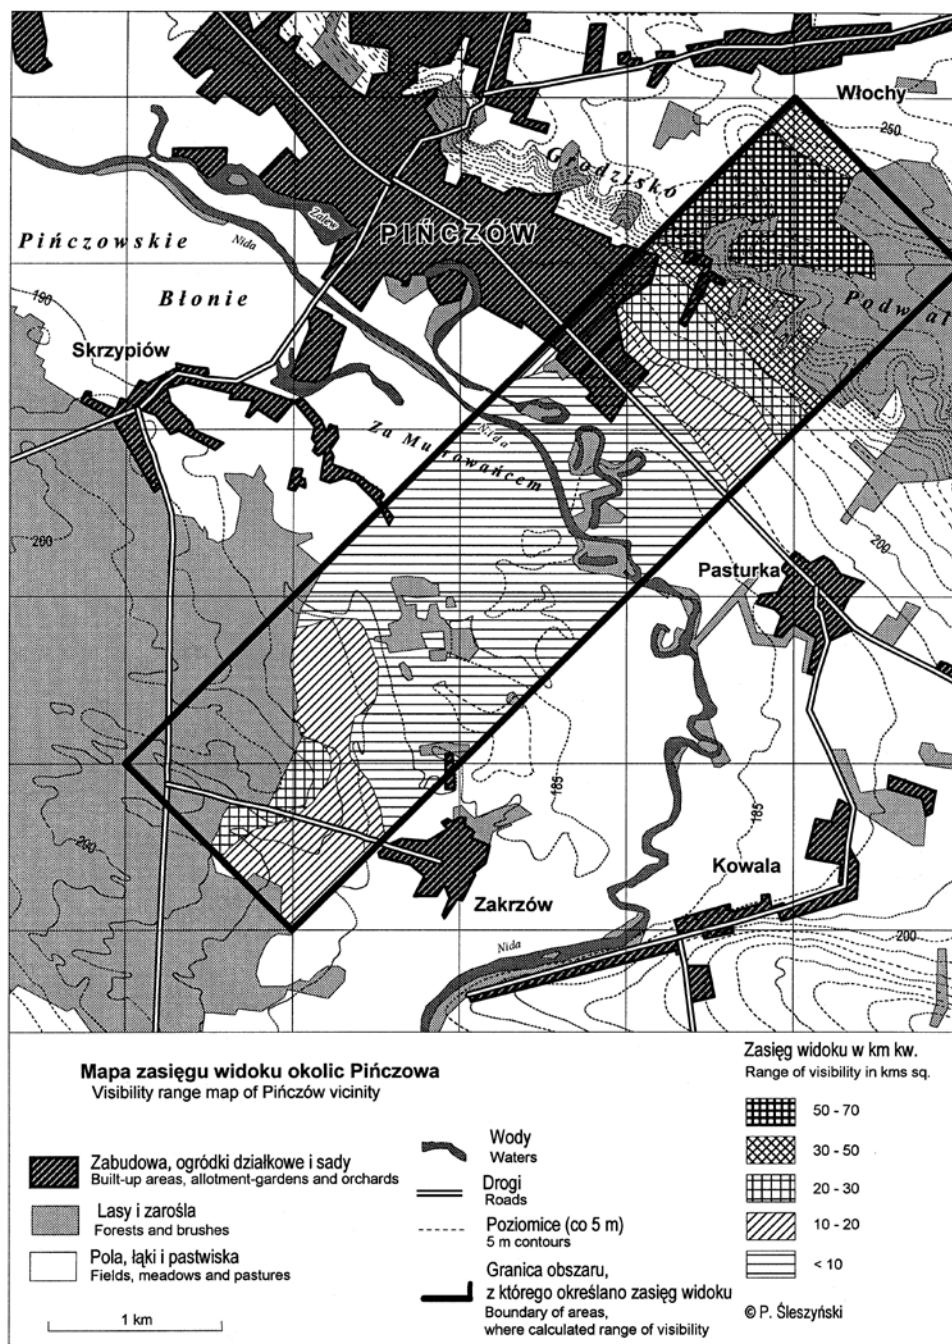 Włochy
250
Grodzisko
Zalew
PIŃCZÓW
Pińczowskie
Nida
Błonie
190
Podwal
Skrzypiów
Za Murowańcem
Nida
200
200
Pasturka
185
185
200
Kowala
Zakrzów
200
Nida
Mapa zasięgu widoku okolic Pińczowa
Visibility range map of Pińczów vicinity
Zabudowa, ogródki działkowe i sady
Built-up areas, allotment-gardens and orchards
Lasy i zarośla
Forests and brushes
Pola, łąki i pastwiska
Fields, meadows and pastures
1 km
Wody
Waters
Drogi
Roads
Poziomice (co 5 m)
5 m contours
Granica obszaru,
z którego określano zasięg widoku
Boundary of areas,
where calculated range of visibility
Zasięg widoku w km kw.
Range of visibility in kms sq.
50 - 70
30 - 50
20 - 30
10 - 20
< 10
© P. Śleszyński